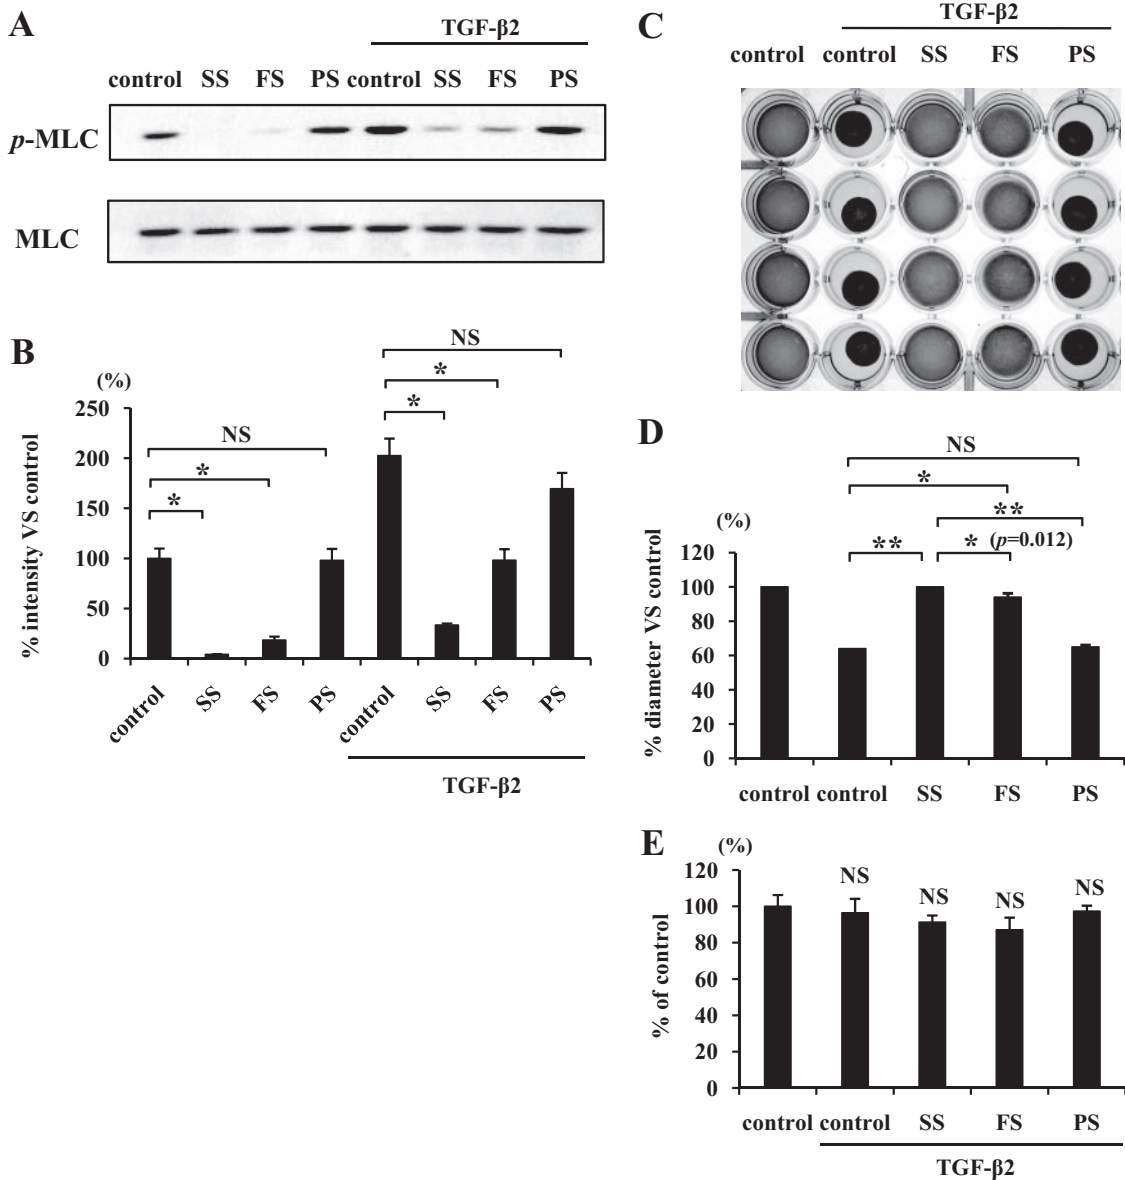 A
TGF-β2
control SS FS PS control SS FS PS
p-MLC
MLC
B
(%)
% intensity VS control
250
200
150
100
50
0
NS
*
*
NS
*
*
control SS FS PS control SS FS PS
TGF-β2
C
TGF-β2
control control SS FS PS
D
(%)
% diameter VS control
120
100
80
60
40
20
0
NS
*
**
** * (p=0.012)
control control SS FS PS
E
(%)
% of control
120
100
80
60
40
20
0
NS NS NS NS
control control SS FS PS
TGF-β2